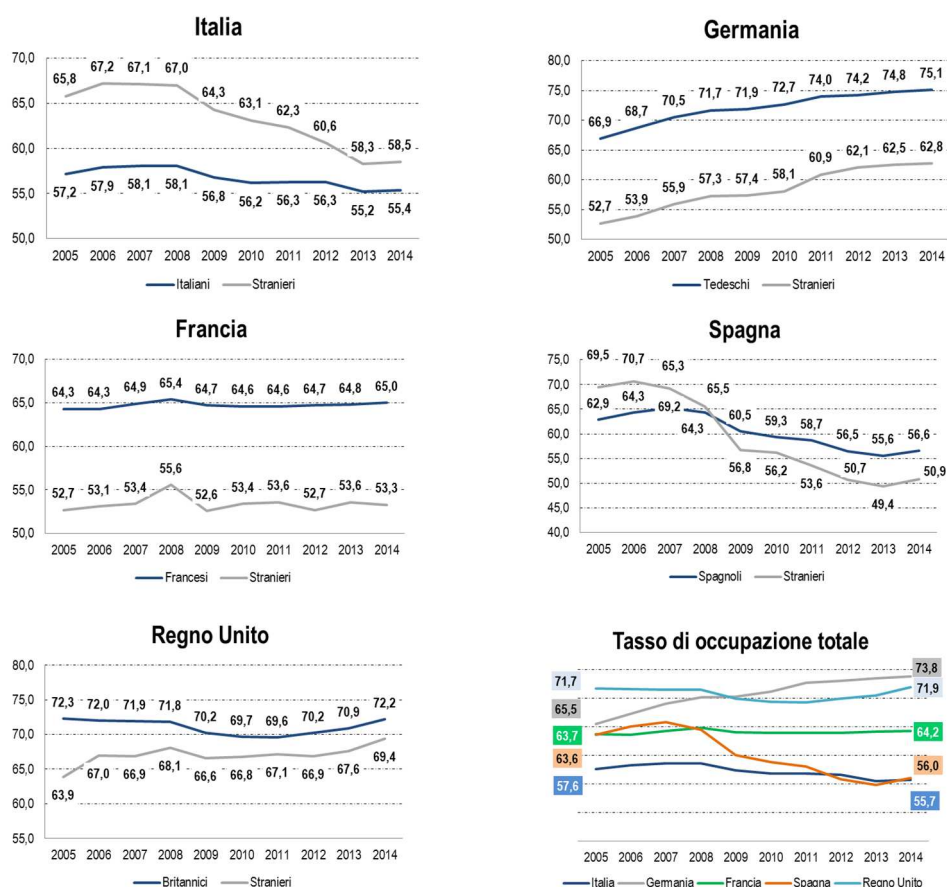 Italia
70,0
65,0
60,0
55,0
50,0
65,8 67,2 67,1 67,0 64,3 63,1 62,3 60,6 58,3 58,5
57,2 57,9 58,1 58,1 56,8 56,2 56,3 56,3 55,2 55,4
2005 2006 2007 2008 2009 2010 2011 2012 2013 2014
Italiani Stranieri
Germania
80,0
75,0
70,0
65,0
60,0
55,0
50,0
66,9 68,7 70,5 71,7 71,9 72,7 74,0 74,2 74,8 75,1
52,7 53,9 55,9 57,3 57,4 58,1 60,9 62,1 62,5 62,8
2005 2006 2007 2008 2009 2010 2011 2012 2013 2014
Tedeschi Stranieri
Francia
70,0
65,0
60,0
55,0
50,0
64,3 64,3 64,9 65,4 64,7 64,6 64,6 64,7 64,8 65,0
52,7 53,1 53,4 55,6 52,6 53,4 53,6 52,7 53,6 53,3
2005 2006 2007 2008 2009 2010 2011 2012 2013 2014
Francesi Stranieri
Spagna
75,0
70,0
65,0
60,0
55,0
50,0
45,0
40,0
69,5 70,7 65,3 65,5 60,5 59,3 58,7 56,5 55,6 56,6
62,9 64,3 69,2 64,3 56,8 56,2 53,6 50,7 49,4 50,9
2005 2006 2007 2008 2009 2010 2011 2012 2013 2014
Spagnoli Stranieri
Regno Unito
80,0
75,0
70,0
65,0
60,0
55,0
72,3 72,0 71,9 71,8 70,2 69,7 69,6 70,2 70,9 72,2
63,9 67,0 66,9 68,1 66,6 66,8 67,1 66,9 67,6 69,4
2005 2006 2007 2008 2009 2010 2011 2012 2013 2014
Britannici Stranieri
Tasso di occupazione totale
71,7
65,5
63,7
63,6
57,6
73,8
71,9
64,2
56,0
55,7
2005 2006 2007 2008 2009 2010 2011 2012 2013 2014
Italia Germania Francia Spagna Regno Unito